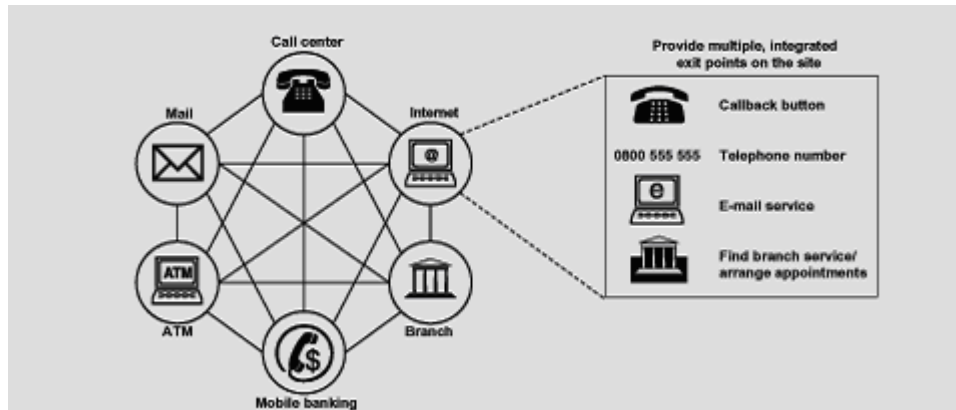 Call center
Provide multiple, integrated
exit points on the site
Mail
Internet
Callback button
@
0800 555 555 Telephone number
e
E-mail service
ATM
Find branch service/
arrange appointments
ATM
Branch
$
Mobile banking